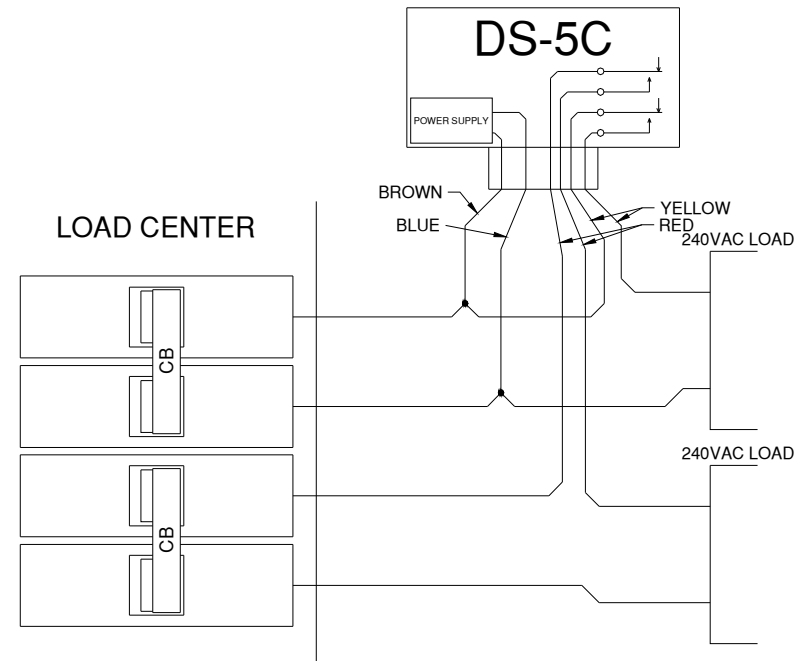 DS-5C
POWER SUPPLY
BROWN
BLUE
YELLOW
RED
240VAC LOAD
LOAD CENTER
CB
240VAC LOAD
CB